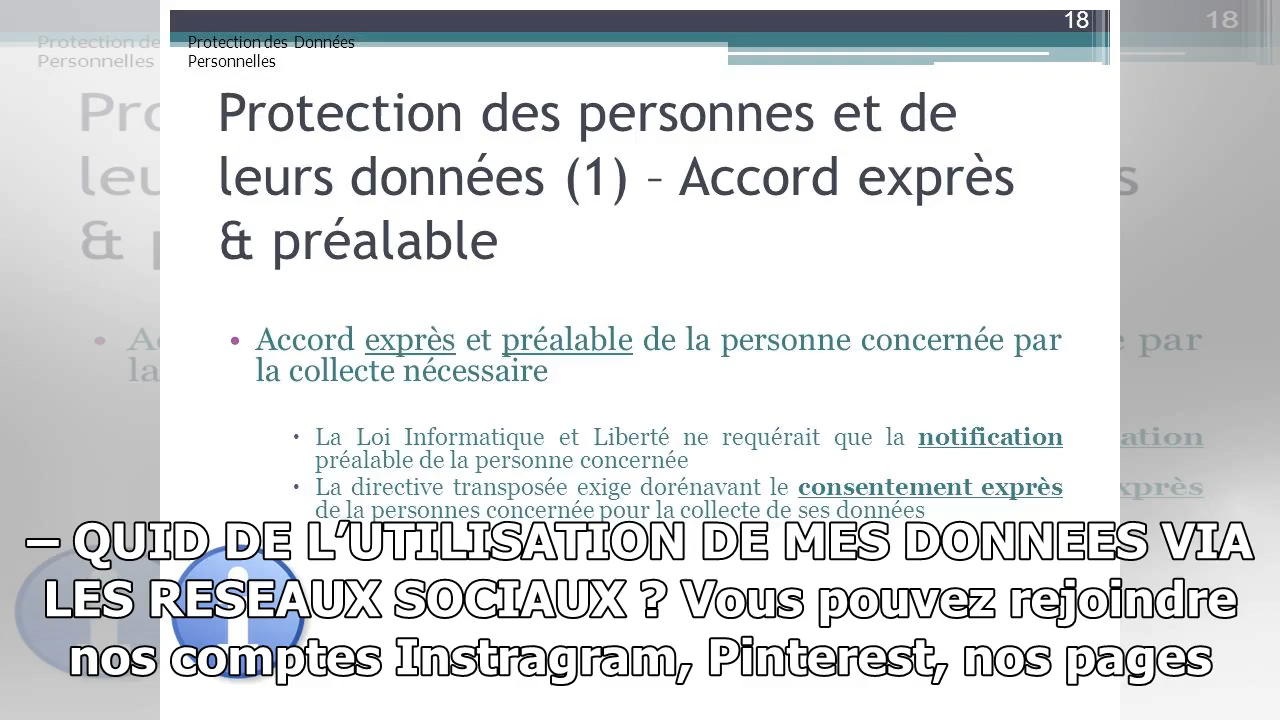 18
Protection des Données
Personnelles
Protection des personnes et de
leurs données (1) – Accord exprès
& préalable
• Accord exprès et préalable de la personne concernée par
la collecte nécessaire
• La Loi Informatique et Liberté ne requérait que la notification
préalable de la personne concernée
• La directive transposée exige dorénavant le consentement exprès
de la personnes concernée pour la collecte de ses données
– QUID DE L’UTILISATION DE MES DONNEES VIA
LES RESEAUX SOCIAUX ? Vous pouvez rejoindre
nos comptes Instragram, Pinterest, nos pages